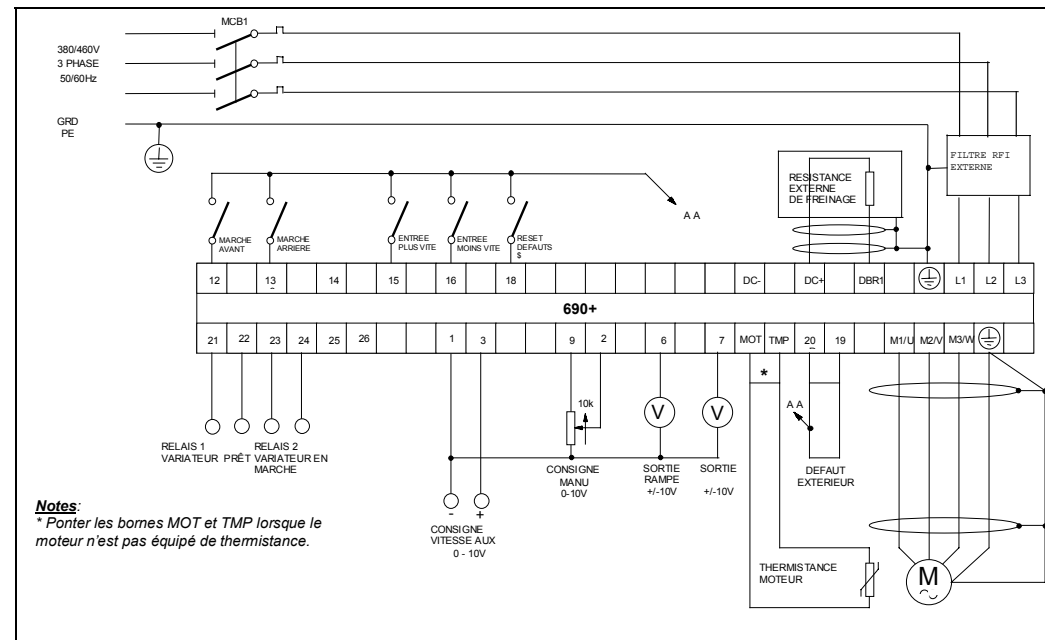 MCB1
380/460V
3 PHASE
50/60Hz
GRD
PE
FILTRE RFI
EXTERNE
RESISTANCE
EXTERNE
DE FREINAGE
A A
MARCHE
AVANT
MARCHE
ARRIERE
ENTREE
PLUS VITE
ENTREE
MOINS VITE
RESET
DEFAUTS
$
12 13 14 15 16 18 DC- DC+ DBR1 L1 L2 L3
~
690+
21 22 23 24 25 26 1 3 9 2 6 7 MOT TMP 20 19 M1/U M2/V M3/W
~
*
10k
V
V
A A
RELAIS 1
VARIATEUR PRÊT
RELAIS 2
VARIATEUR EN
MARCHE
CONSIGNE
MANU
0-10V
SORTIE
RAMPE
+/-10V
SORTIE
+/-10V
DEFAUT
EXTERIEUR
- +
CONSIGNE
VITESSE AUX
0 - 10V
Notes:
* Ponter les bornes MOT et TMP lorsque le
moteur n'est pas équipé de thermistance.
THERMISTANCE
MOTEUR
M
~